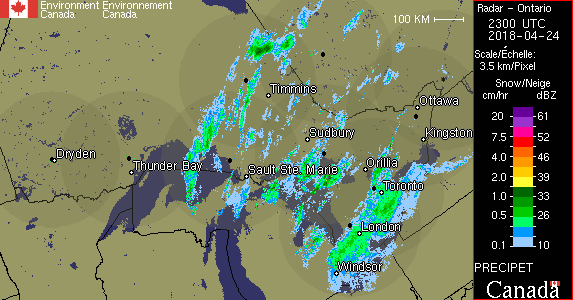 Environment Environnement
Canada Canada
100 KM
Timmins
Ottawa
Sudbury
Kingston
Dryden
Thunder Bay
Sault Ste. Marie
Orillia
Toronto
London
Windsor
Radar - Ontario
2300 UTC
2018-04-24
Scale/Échelle:
3.5 km/Pixel
Snow/Neige
cm/hr dBZ
20 61
7.5 57
5.0 52
4.0 46
2.0 39
1.0 33
0.5 26
0.1 10
PRECIPET
Canada